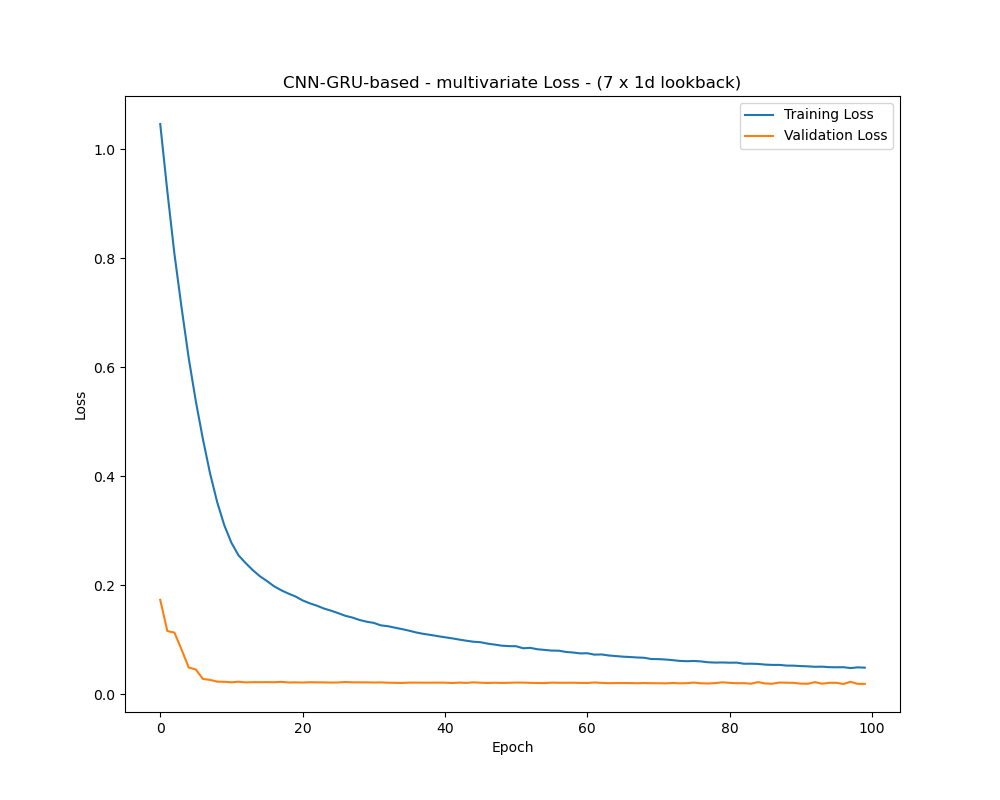 CNN-GRU-based - multivariate Loss - (7 x 1d lookback)
Training Loss
Validation Loss
1.0
0.8
0.6
0.4
0.2
0.0
Loss
0
20
40
60
80
100
Epoch